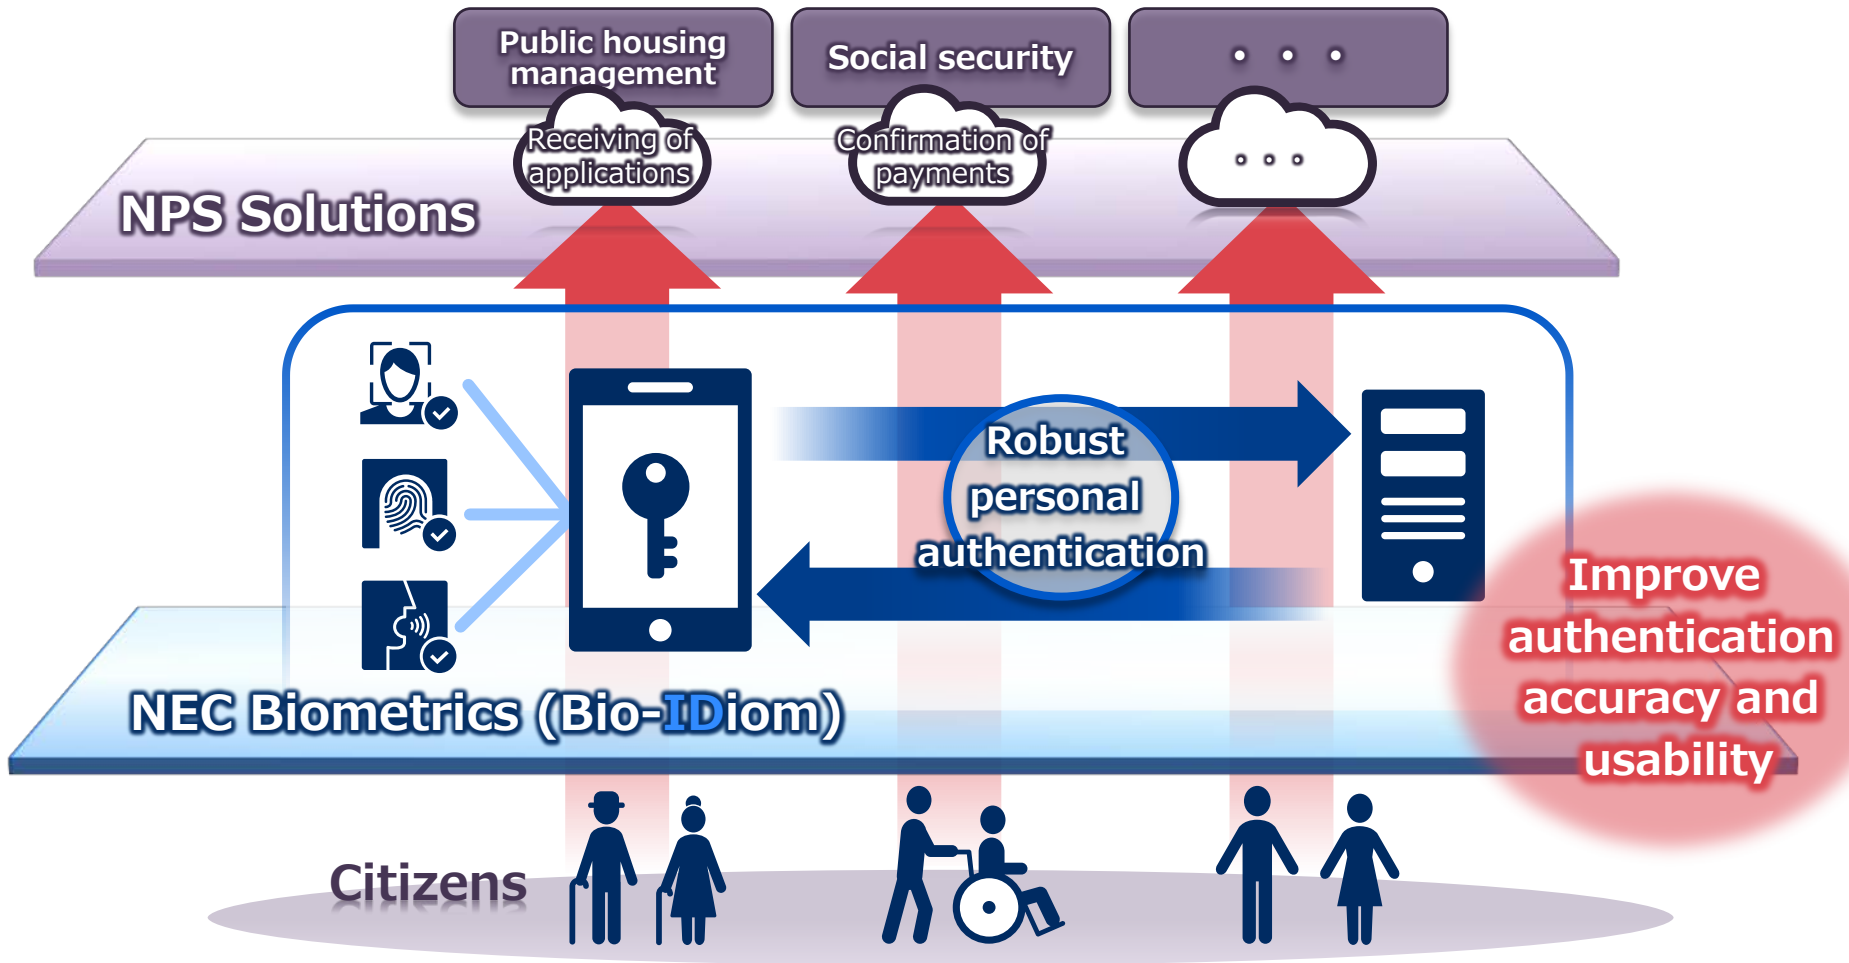 Public housing
management
Social security
・・・
Receiving of
applications
Confirmation of
payments
・・・
NPS Solutions
Robust
personal
authentication
Improve
authentication
accuracy and
usability
NEC Biometrics (Bio-IDiom)
Citizens